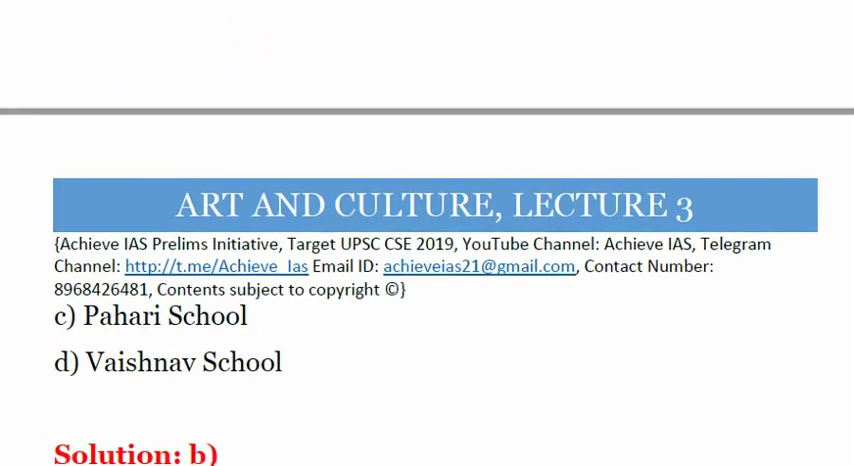 ART AND CULTURE, LECTURE 3
{Achieve IAS Prelims Initiative, Target UPSC CSE 2019, YouTube Channel: Achieve IAS, Telegram
Channel: http://t.me/Achieve_Ias Email ID: achieveias21@gmail.com, Contact Number:
8968426481, Contents subject to copyright ©}
c) Pahari School
d) Vaishnav School
Solution: b)